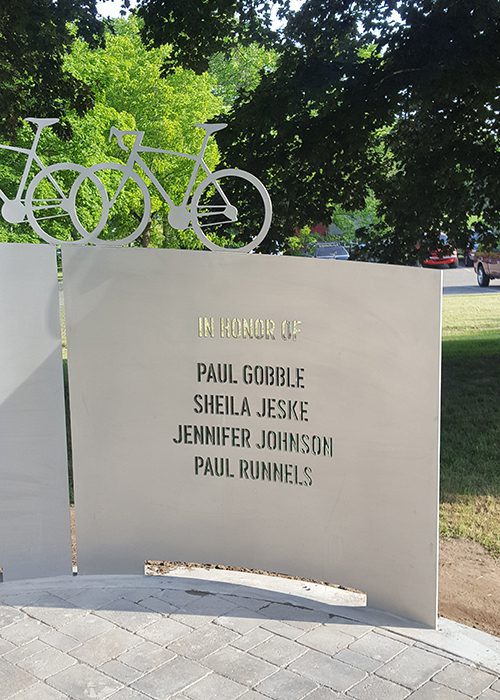 IN HONOR OF
PAUL GOBBLE
SHEILA JESKE
JENNIFER JOHNSON
PAUL RUNNELS